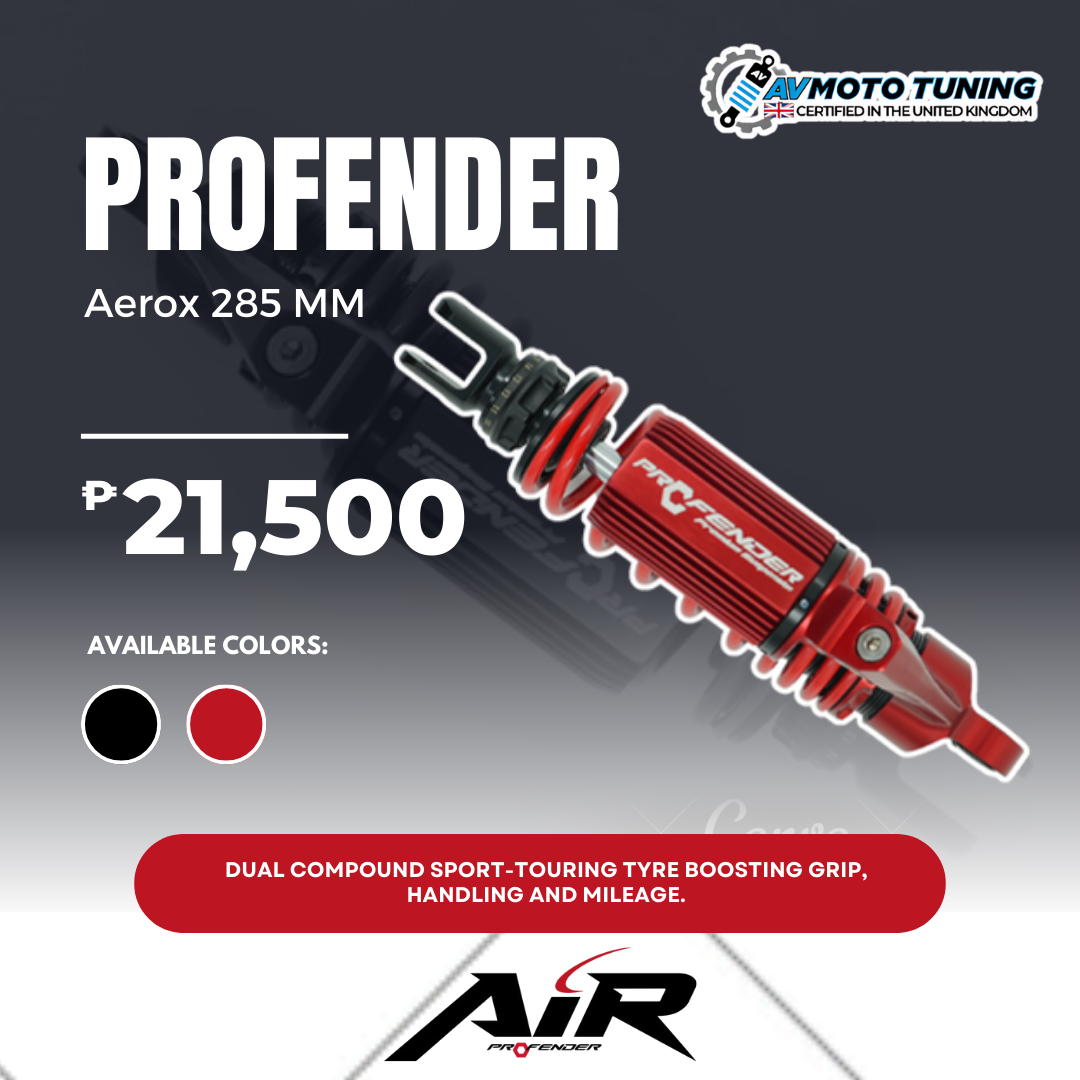 AV
AVMOTO TUNING
CERTIFIED IN THE UNITED KINGDOM
PROFENDER
Aerox 285 MM
₱21,500
PROFENDER
AVAILABLE COLORS:
DUAL COMPOUND SPORT-TOURING TYRE BOOSTING GRIP,
HANDLING AND MILEAGE.
AiR
PROFENDER